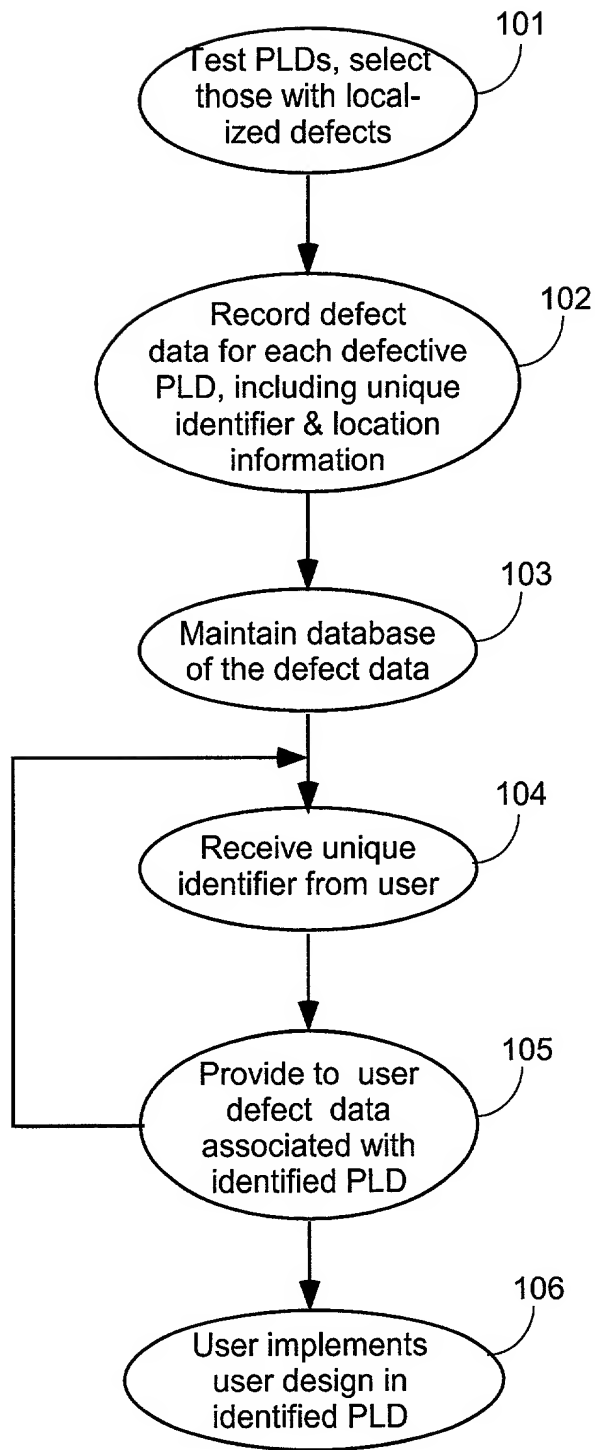 101
Test PLDs, select
those with local-
ized defects
102
Record defect
data for each defective
PLD, including unique
identifier & location
information
103
Maintain database
of the defect data
104
Receive unique
identifier from user
105
Provide to user
defect data
associated with
identified PLD
106
User implements
user design in
identified PLD